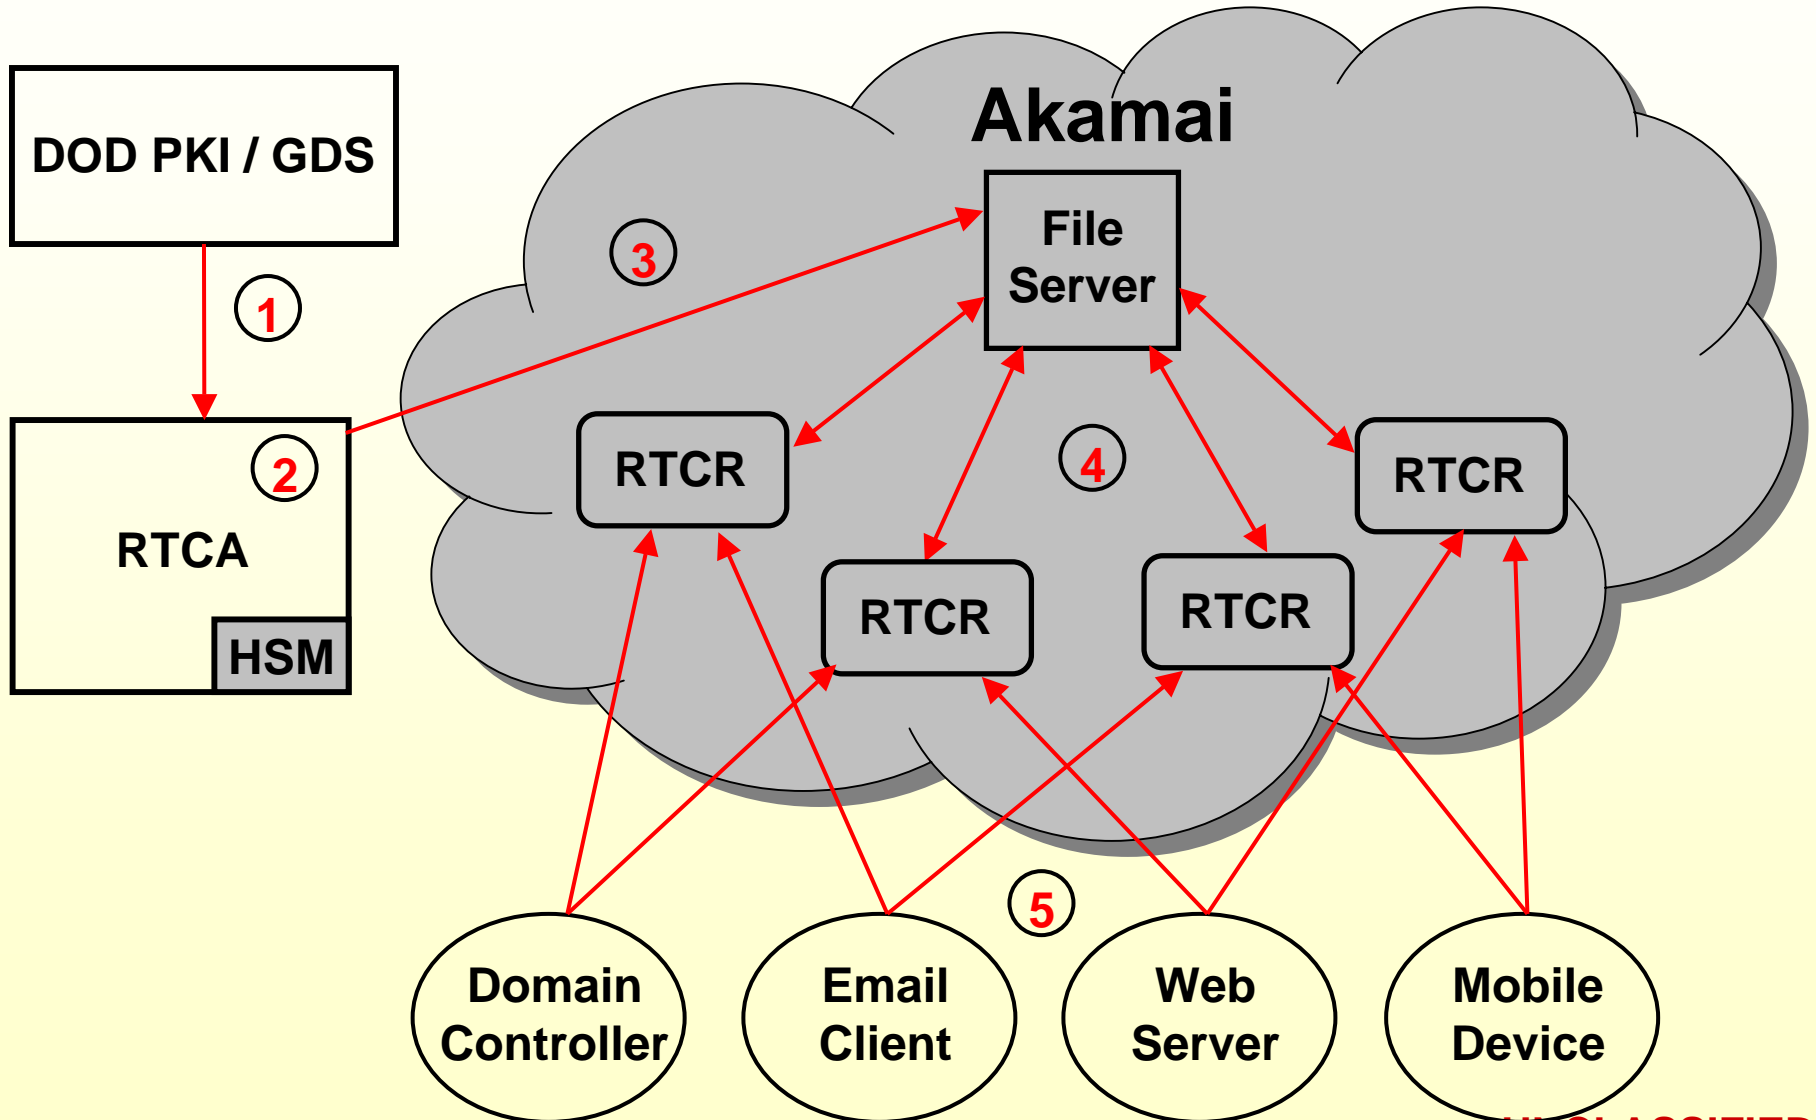 Akamai
DOD PKI / GDS
File
Server
3
1
2
RTCA
HSM
RTCR
4
RTCR
RTCR
RTCR
5
Domain
Controller
Email
Client
Web
Server
Mobile
Device